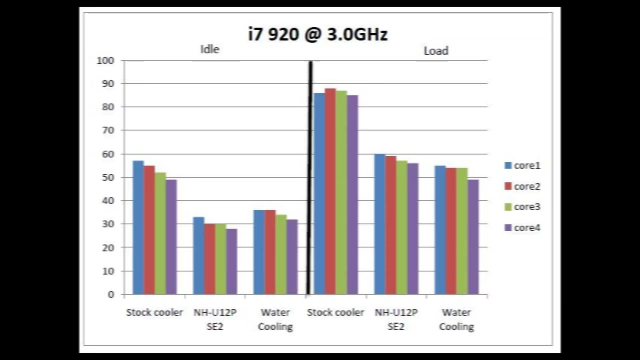 i7 920 @ 3.0GHz
Idle
Load
100
90
80
70
60
50
40
30
20
10
0
Stock cooler
NH-U12P
SE2
Water
Cooling
Stock cooler
NH-U12P
SE2
Water
Cooling
core1
core2
core3
core4